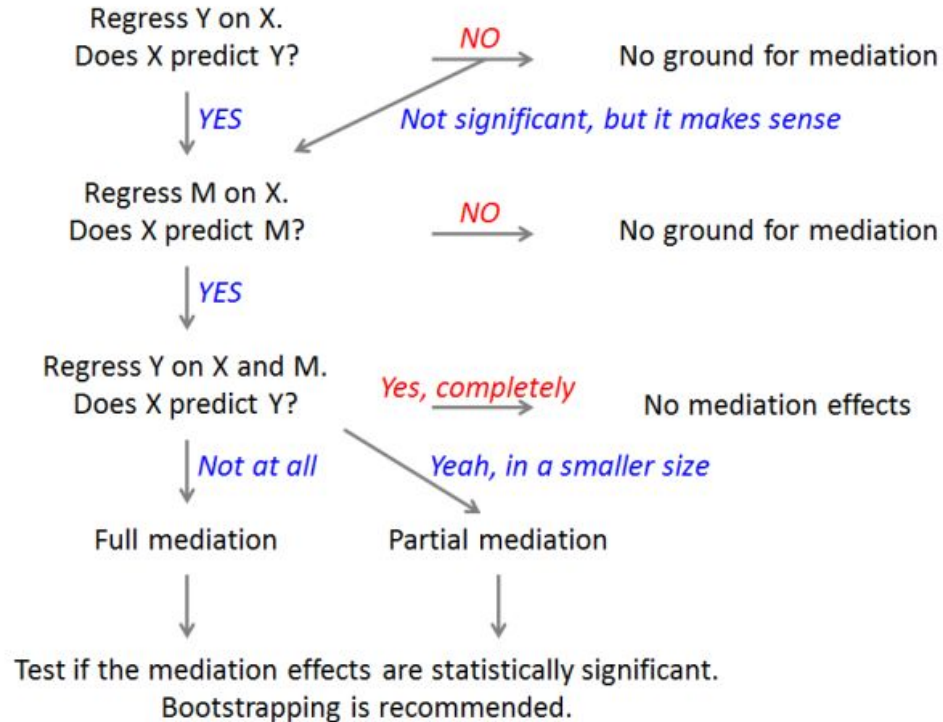 Regress Y on X.
Does X predict Y?
NO
No ground for mediation
YES
Not significant, but it makes sense
Regress M on X.
Does X predict M?
NO
No ground for mediation
YES
Regress Y on X and M.
Does X predict Y?
Yes, completely
No mediation effects
Not at all
Yeah, in a smaller size
Full mediation
Partial mediation
Test if the mediation effects are statistically significant.
Bootstrapping is recommended.